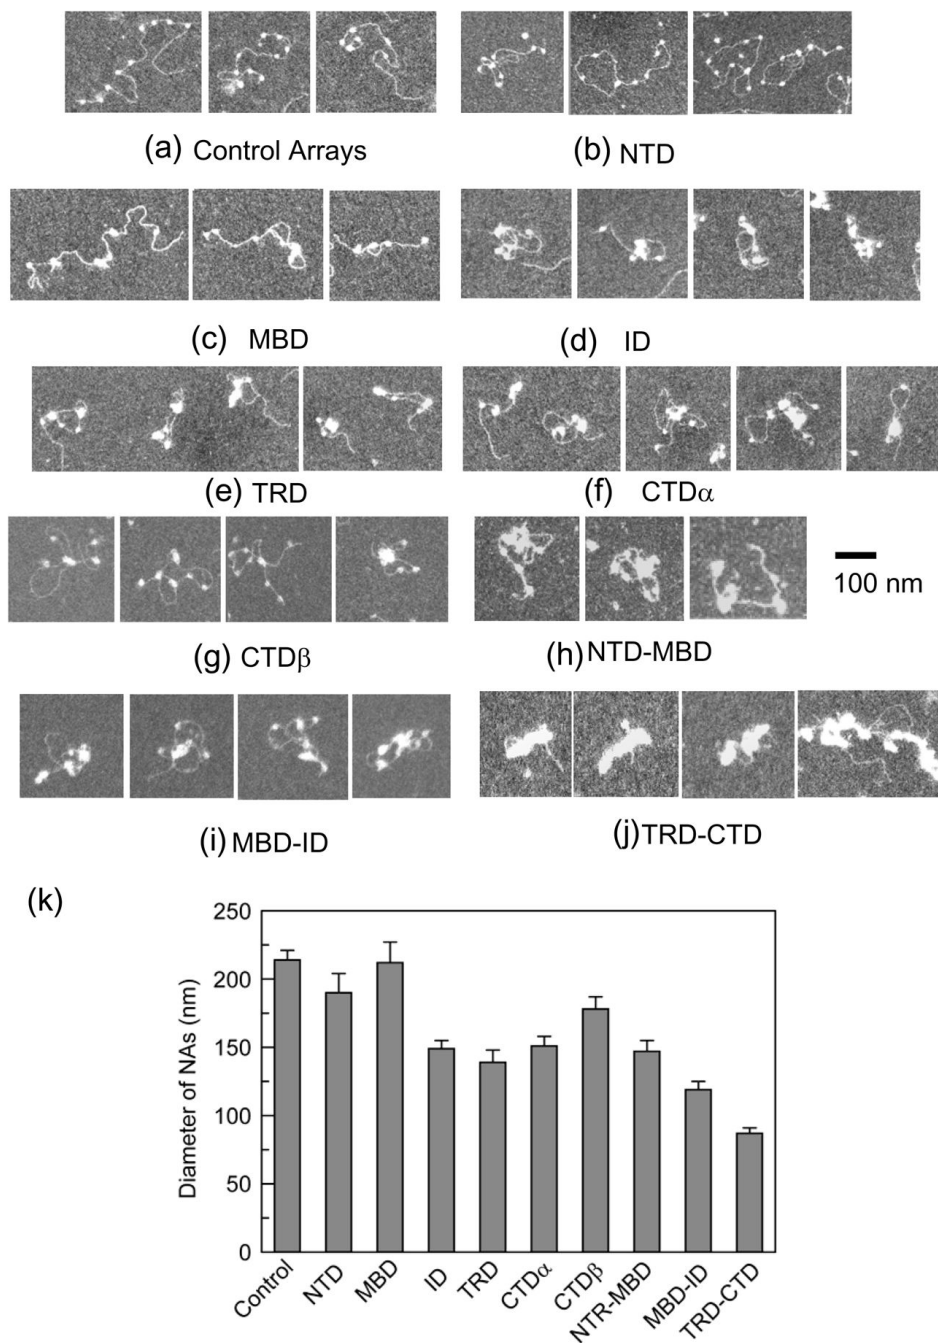 (a) Control Arrays
(b) NTD
(c) MBD
(d) ID
(e) TRD
(f) CTDα
(g) CTDβ
(h) NTD-MBD
100 nm
(i) MBD-ID
(j) TRD-CTD
(k)
Diameter of NAs (nm)
250
200
150
100
50
0
Control
NTD
MBD
ID
TRD
CTDα
CTDβ
NTR-MBD
MBD-ID
TRD-CTD